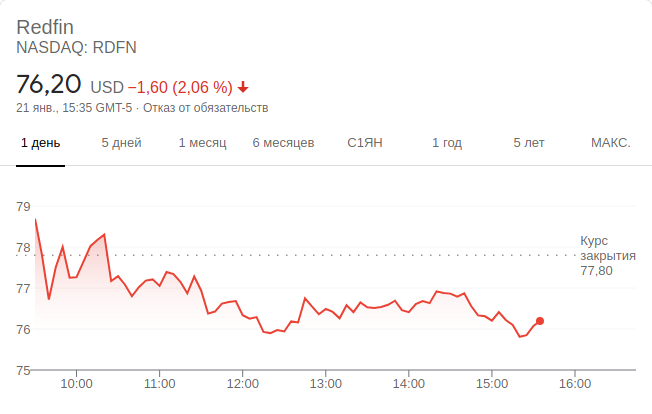 Redfin
NASDAQ: RDFN
76,20 USD −1,60 (2,06 %)
21 янв., 15:35 GMT-5 · Отказ от обязательств
1 день 5 дней 1 месяц 6 месяцев С1ЯН 1 год 5 лет МАКС.
79
78
77
76
75
Курс
закрытия
77,80
10:00 11:00 12:00 13:00 14:00 15:00 16:00